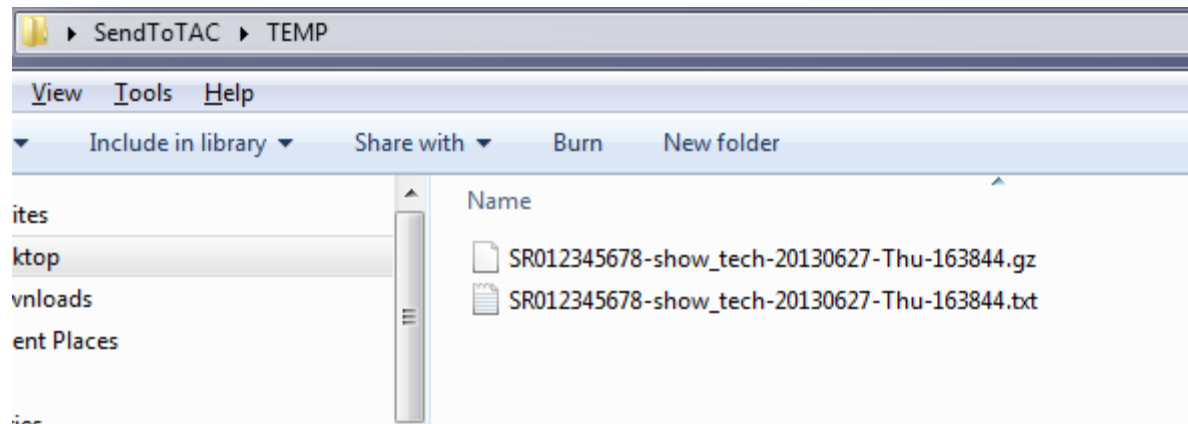 SendToTAC TEMP
View Tools Help
Include in library Share with Burn New folder
ites
ktop
wnloads
ent Places
Name
SR012345678-show_tech-20130627-Thu-163844.gz
SR012345678-show_tech-20130627-Thu-163844.txt